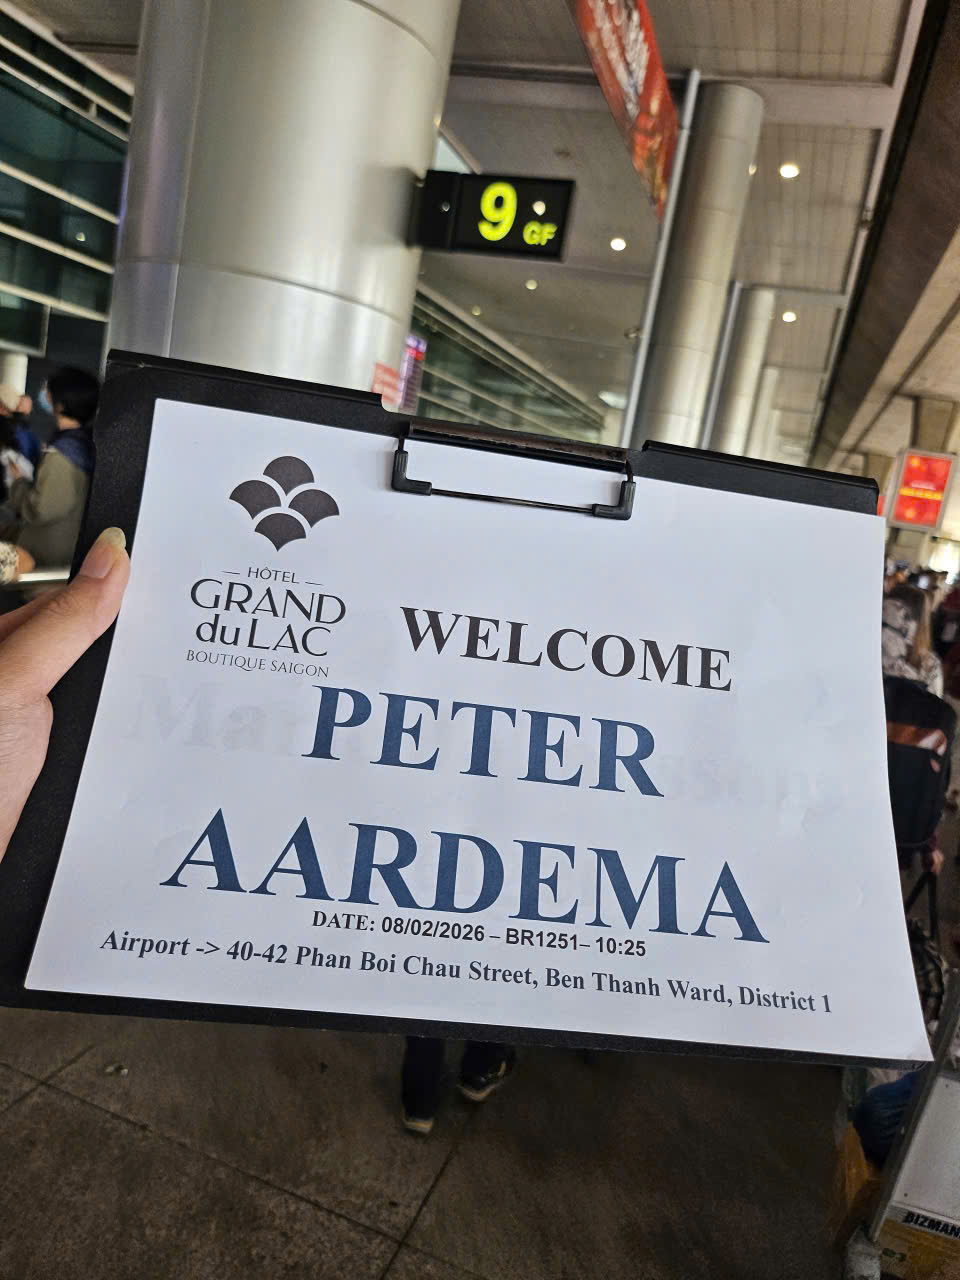 9 GF
HÔTEL
GRAND
du LAC
BOUTIQUE SAIGON
WELCOME
PETER
AARDEMA
DATE: 08/02/2026 – BR1251– 10:25
Airport -> 40-42 Phan Boi Chau Street, Ben Thanh Ward, District 1
BIZMAN